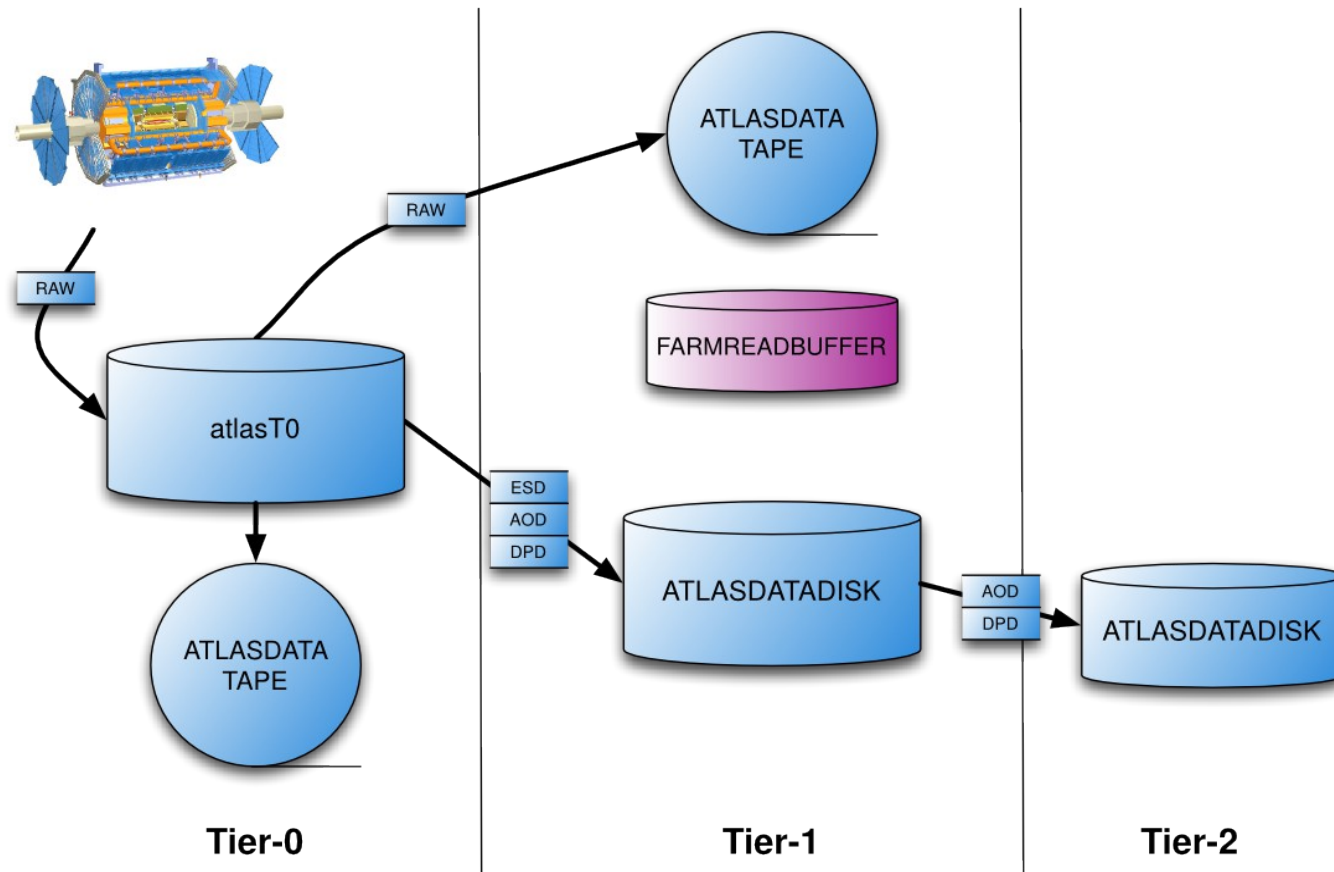 ATLASDATA
TAPE
RAW
RAW
FARMREADBUFFER
atlasT0
ESD
AOD
DPD
ATLASDATADISK
AOD
DPD
ATLASDATADISK
ATLASDATA
TAPE
Tier-0
Tier-1
Tier-2